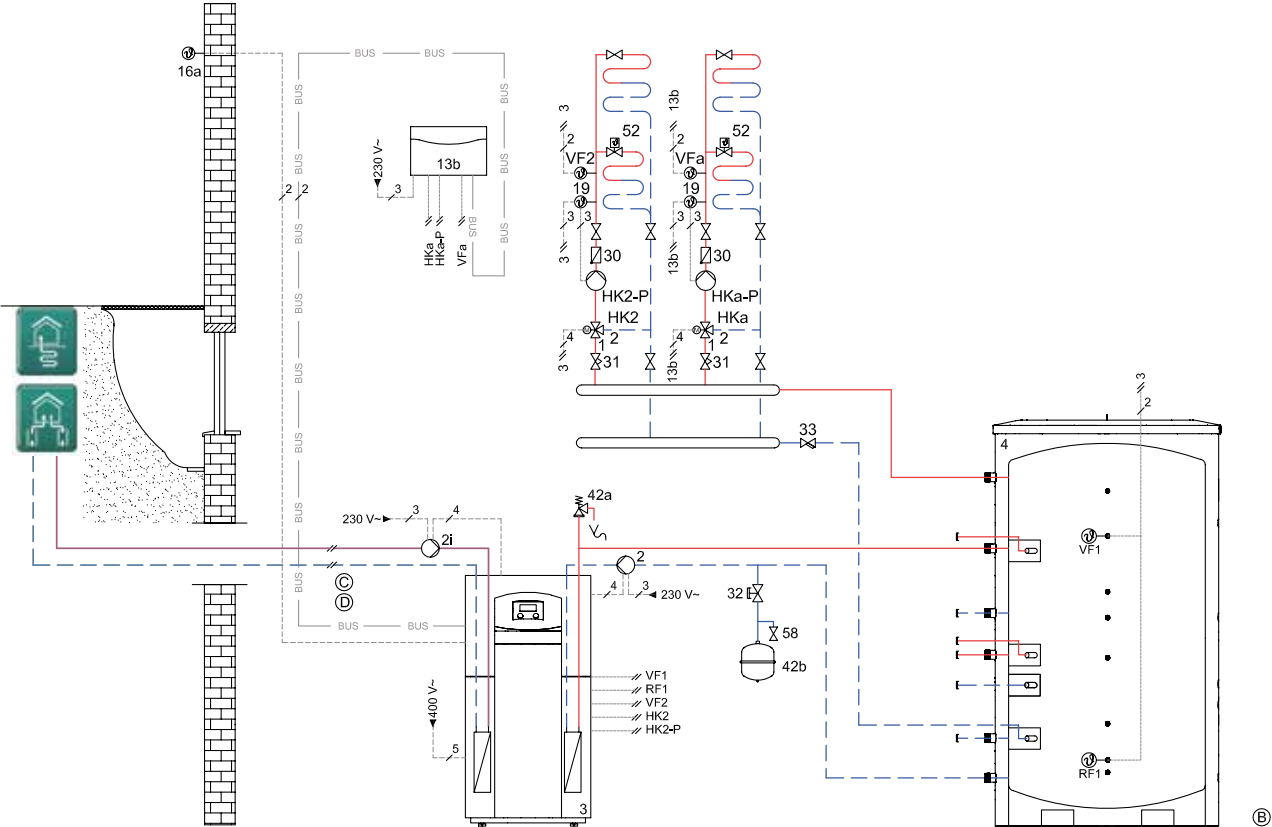 BUS BUS
16a
BUS
BUS
BUS
BUS
BUS
BUS
BUS
2 2
13b
230 V~
3
HKa
HKa-P
VFa
BUS
3
2
VF2
52
19
3 3
3
30
HK2-P
HK2
M
4
3
1 2
31
13b
2
VFa
52
19
3 3
13b
30
HKa-P
HKa
M
4
13b
1 2
31
33
3
2
4
VF1
RF1
42a
230 V~
3
4
2i
2
4
3
230 V~
C
D
BUS BUS
BUS
32
58
42b
VF1
RF1
VF2
HK2
HK2-P
400 V~
5
3
B